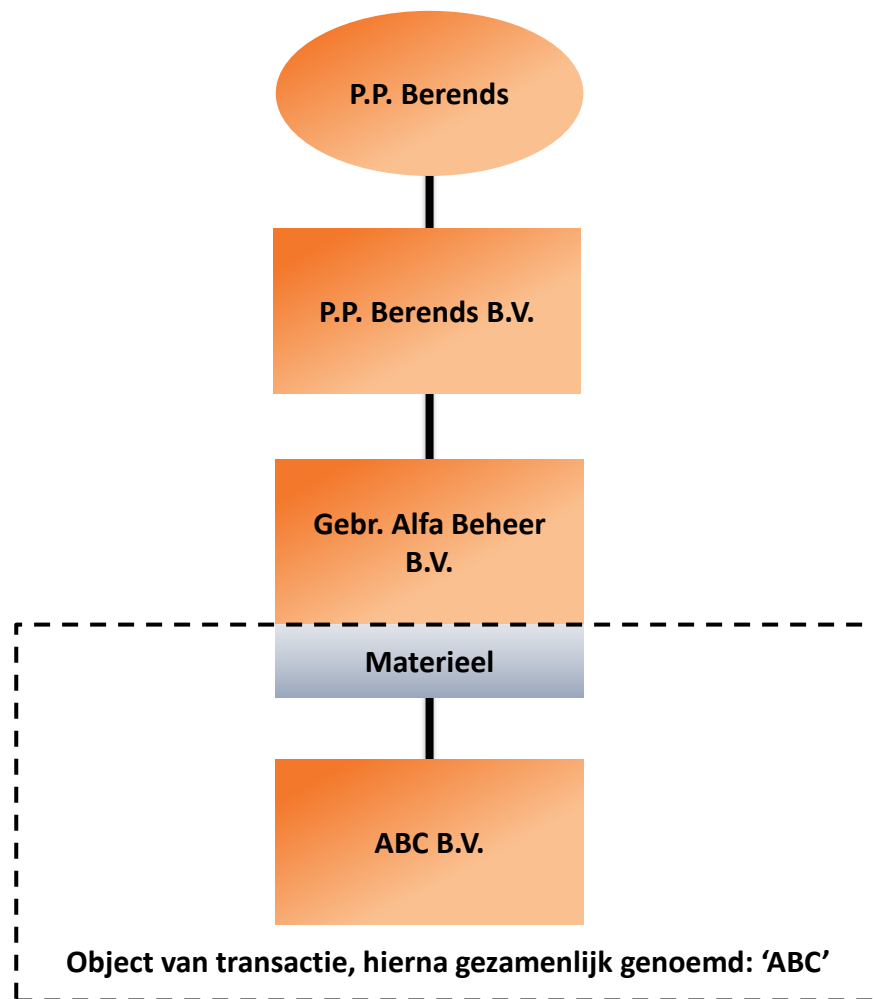 P.P. Berends
P.P. Berends B.V.
Gebr. Alfa Beheer
B.V.
Materieel
ABC B.V.
Object van transactie, hierna gezamenlijk genoemd: ‘ABC’